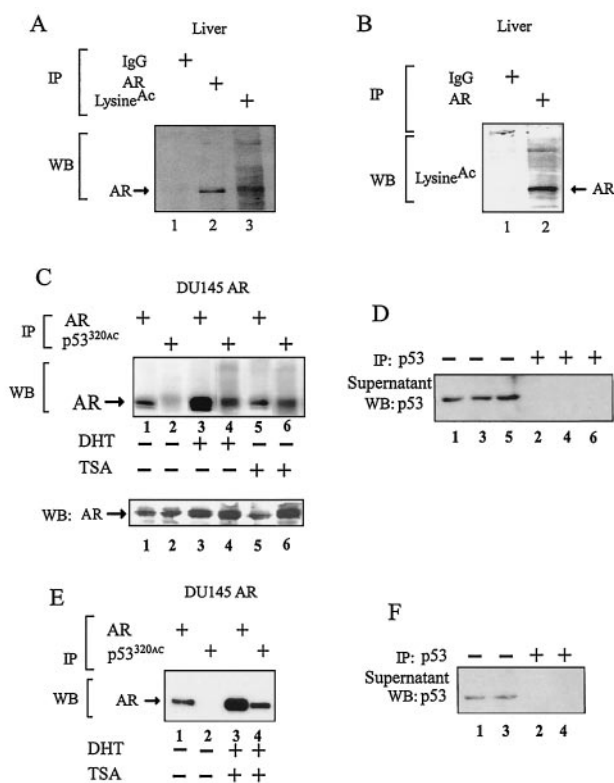 A
Liver
IP
IgG +
AR +
Lysine^Ac +
WB
AR →
1 2 3
B
Liver
IP
IgG +
AR +
WB
Lysine^Ac
← AR
1 2
C
DU145 AR
IP
AR + + +
p53^320AC + + +
WB
AR →
1 2 3 4 5 6
DHT − − + + − −
TSA − − − − + +
WB: AR →
1 2 3 4 5 6
D
IP: p53 − − − + + +
Supernatant
WB: p53
1 3 5 2 4 6
E
DU145 AR
IP
AR + +
p53^320AC + +
WB
AR →
1 2 3 4
DHT − − + +
TSA − − + +
F
IP: p53 − − + +
Supernatant
WB: p53
1 3 2 4